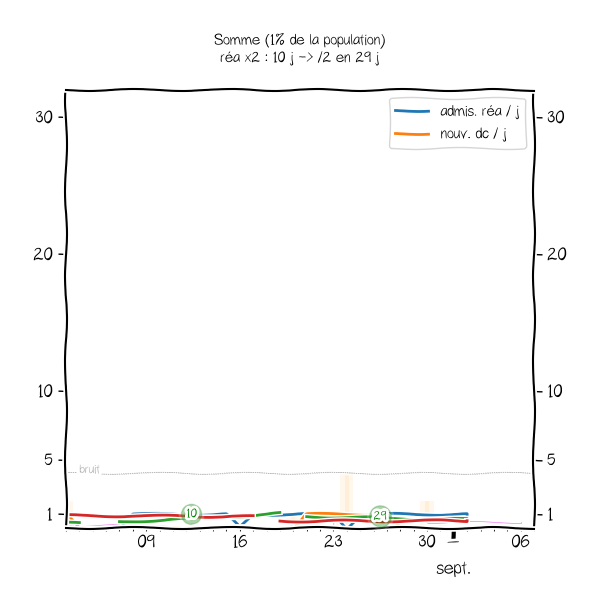 Somme (1% de la population)
réa x2 : 10 j -> /2 en 29 j
admis. réa / j
nouv. dc / j
30
30
20
20
10
10
5
5
bruit
1
1
10
29
09
16
23
30
06
sept.